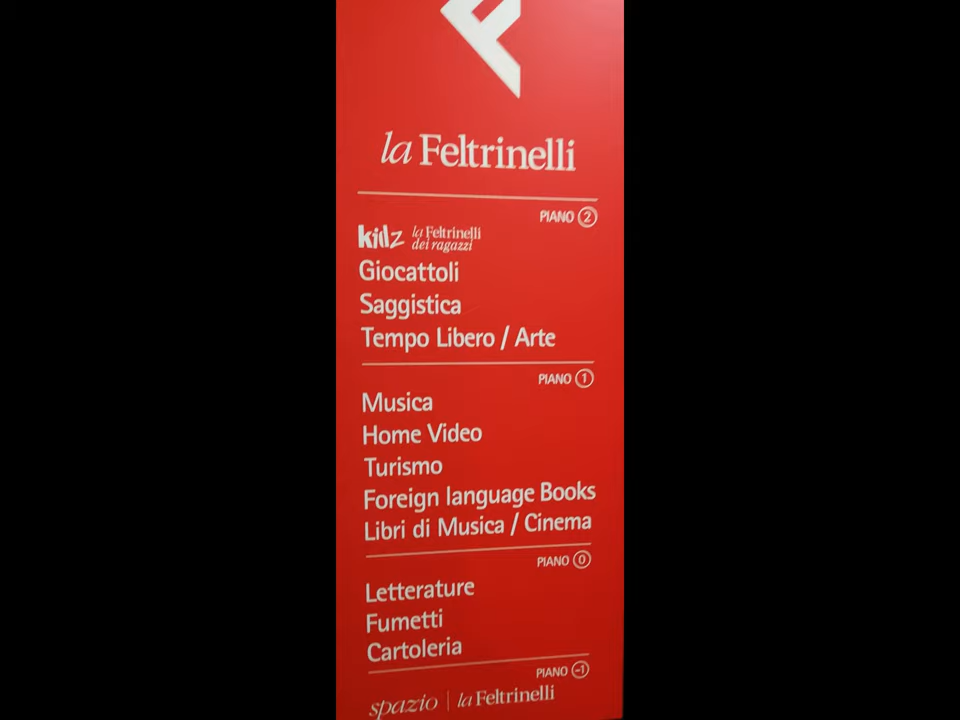 la Feltrinelli
PIANO 2
kidz la Feltrinelli
dei ragazzi
Giocattoli
Saggistica
Tempo Libero / Arte
PIANO 1
Musica
Home Video
Turismo
Foreign language Books
Libri di Musica / Cinema
PIANO 0
Letterature
Fumetti
Cartoleria
PIANO -1
spazio | la Feltrinelli